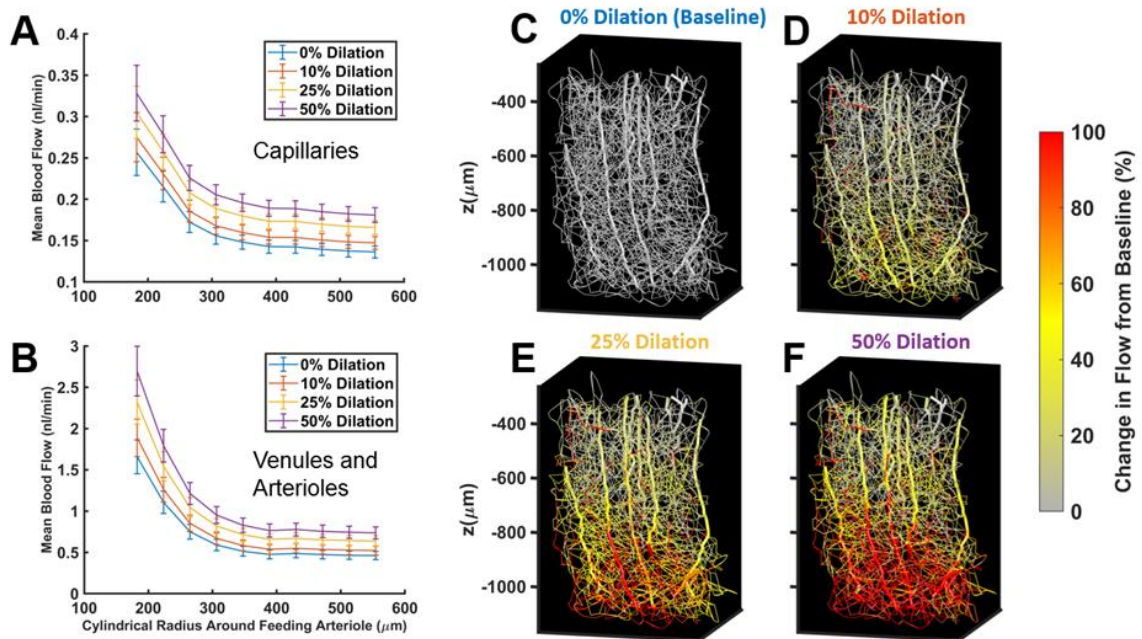 A
Mean Blood Flow (nl/min)
0.4
0.35
0.3
0.25
0.2
0.15
0.1
100 200 300 400 500 600
0% Dilation
10% Dilation
25% Dilation
50% Dilation
Capillaries
B
Mean Blood Flow (nl/min)
3
2.5
2
1.5
1
0.5
0
100 200 300 400 500 600
Cylindrical Radius Around Feeding Arteriole (μm)
0% Dilation
10% Dilation
25% Dilation
50% Dilation
Venules and
Arterioles
C
0% Dilation (Baseline)
z(μm)
-400
-600
-800
-1000
D
10% Dilation
E
25% Dilation
z(μm)
-400
-600
-800
-1000
F
50% Dilation
100
80
60
40
20
0
Change in Flow from Baseline (%)